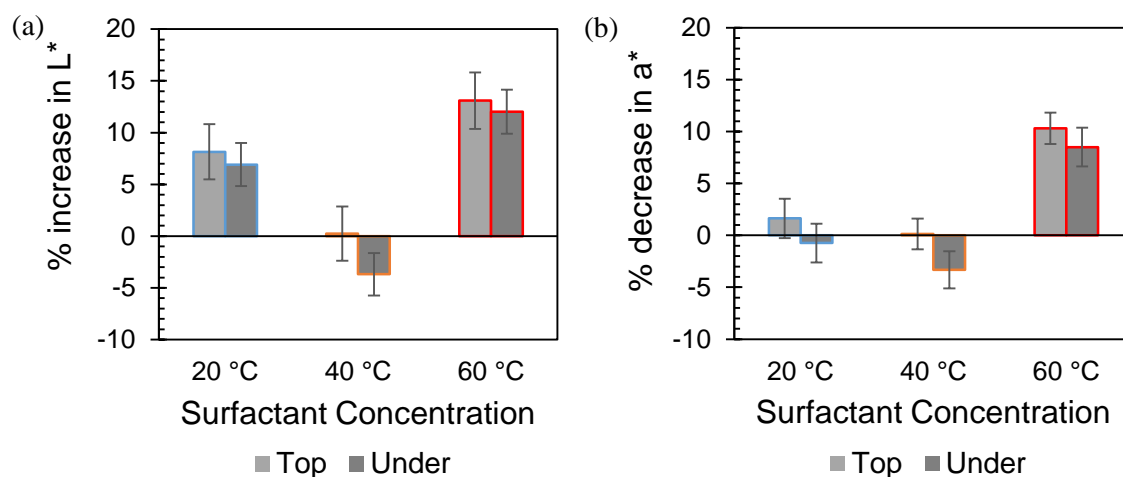 (a)
% increase in L*
20
15
10
5
0
-5
-10
20 °C 40 °C 60 °C
Surfactant Concentration
Top Under
(b)
% decrease in a*
20
15
10
5
0
-5
-10
20 °C 40 °C 60 °C
Surfactant Concentration
Top Under